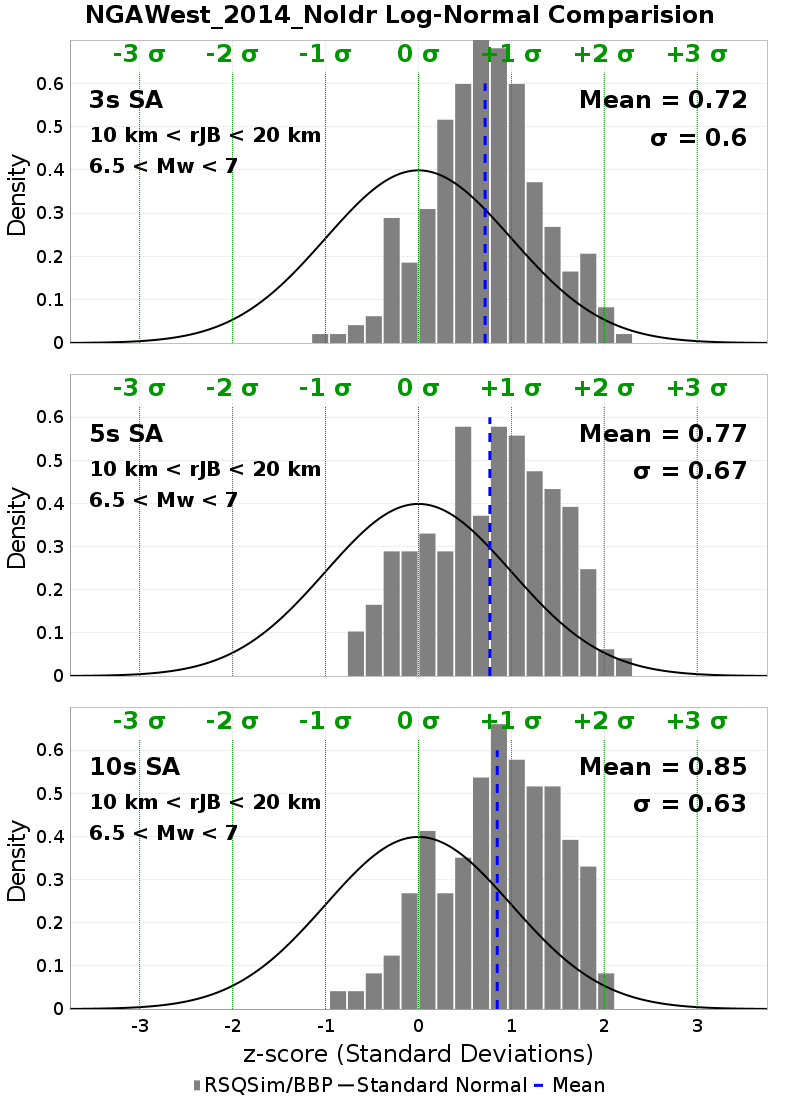 NGAWest_2014_NoIdr Log-Normal Comparision
-3 σ -2 σ -1 σ 0 σ +1 σ +2 σ +3 σ
3s SA
10 km < rJB < 20 km
6.5 < Mw < 7
Mean = 0.72
σ = 0.6
Density
0.6
0.5
0.4
0.3
0.2
0.1
0
-3 σ -2 σ -1 σ 0 σ +1 σ +2 σ +3 σ
5s SA
10 km < rJB < 20 km
6.5 < Mw < 7
Mean = 0.77
σ = 0.67
Density
0.6
0.5
0.4
0.3
0.2
0.1
0
-3 σ -2 σ -1 σ 0 σ +1 σ +2 σ +3 σ
10s SA
10 km < rJB < 20 km
6.5 < Mw < 7
Mean = 0.85
σ = 0.63
Density
0.6
0.5
0.4
0.3
0.2
0.1
0
-3 -2 -1 0 1 2 3
z-score (Standard Deviations)
RSQSim/BBP Standard Normal Mean